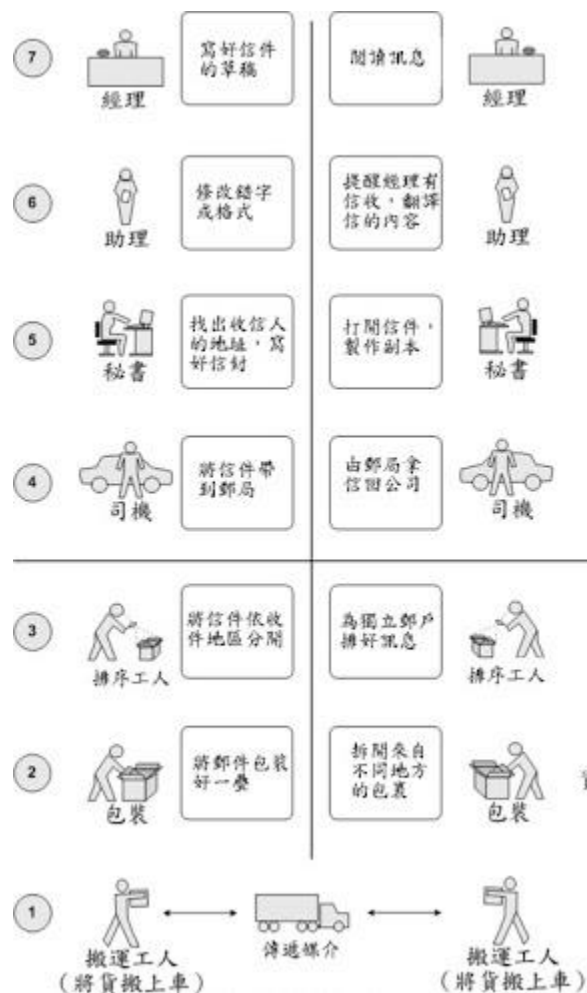 7
寫好信件
的草稿
經理
閱讀訊息
經理
6
修改錯字
或格式
助理
提醒經理有
信收，翻譯
信的內容
助理
5
找出收信人
的地址，寫
好信封
秘書
打開信件，
製作副本
秘書
4
將信件帶
到郵局
司機
由郵局拿
信回公司
司機
3
將信件依收
件地區分開
排序工人
為獨立郵戶
排好訊息
排序工人
2
將郵件包裝
好一疊
包裝
拆開來自
不同地方
的包裹
包裝
1
搬運工人
（將貨搬上車）
傳遞媒介
搬運工人
（將貨搬上車）